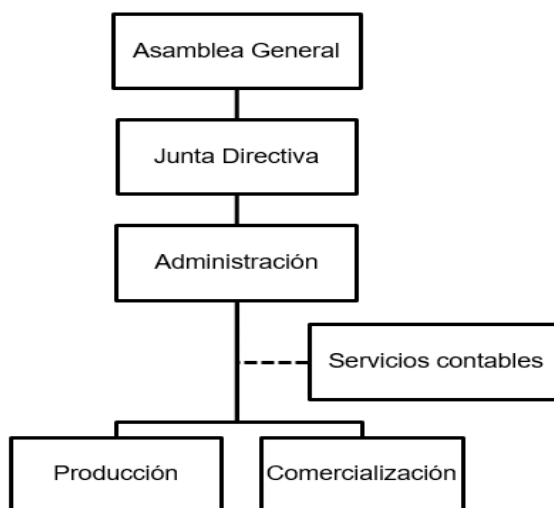 Asamblea General
Junta Directiva
Administración
Servicios contables
Producción
Comercialización